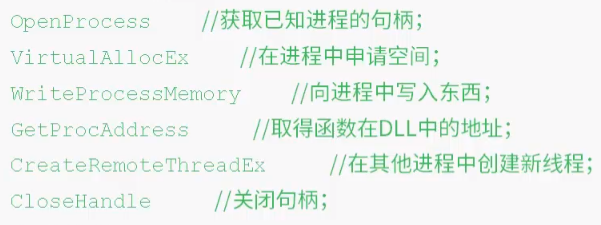 OpenProcess //获取已知进程的句柄;
VirtualAllocEx //在进程中申请空间;
WriteProcessMemory //向进程中写入东西;
GetProcAddress //取得函数在DLL中的地址;
CreateRemoteThreadEx //在其他进程中创建新线程;
CloseHandle //关闭句柄;